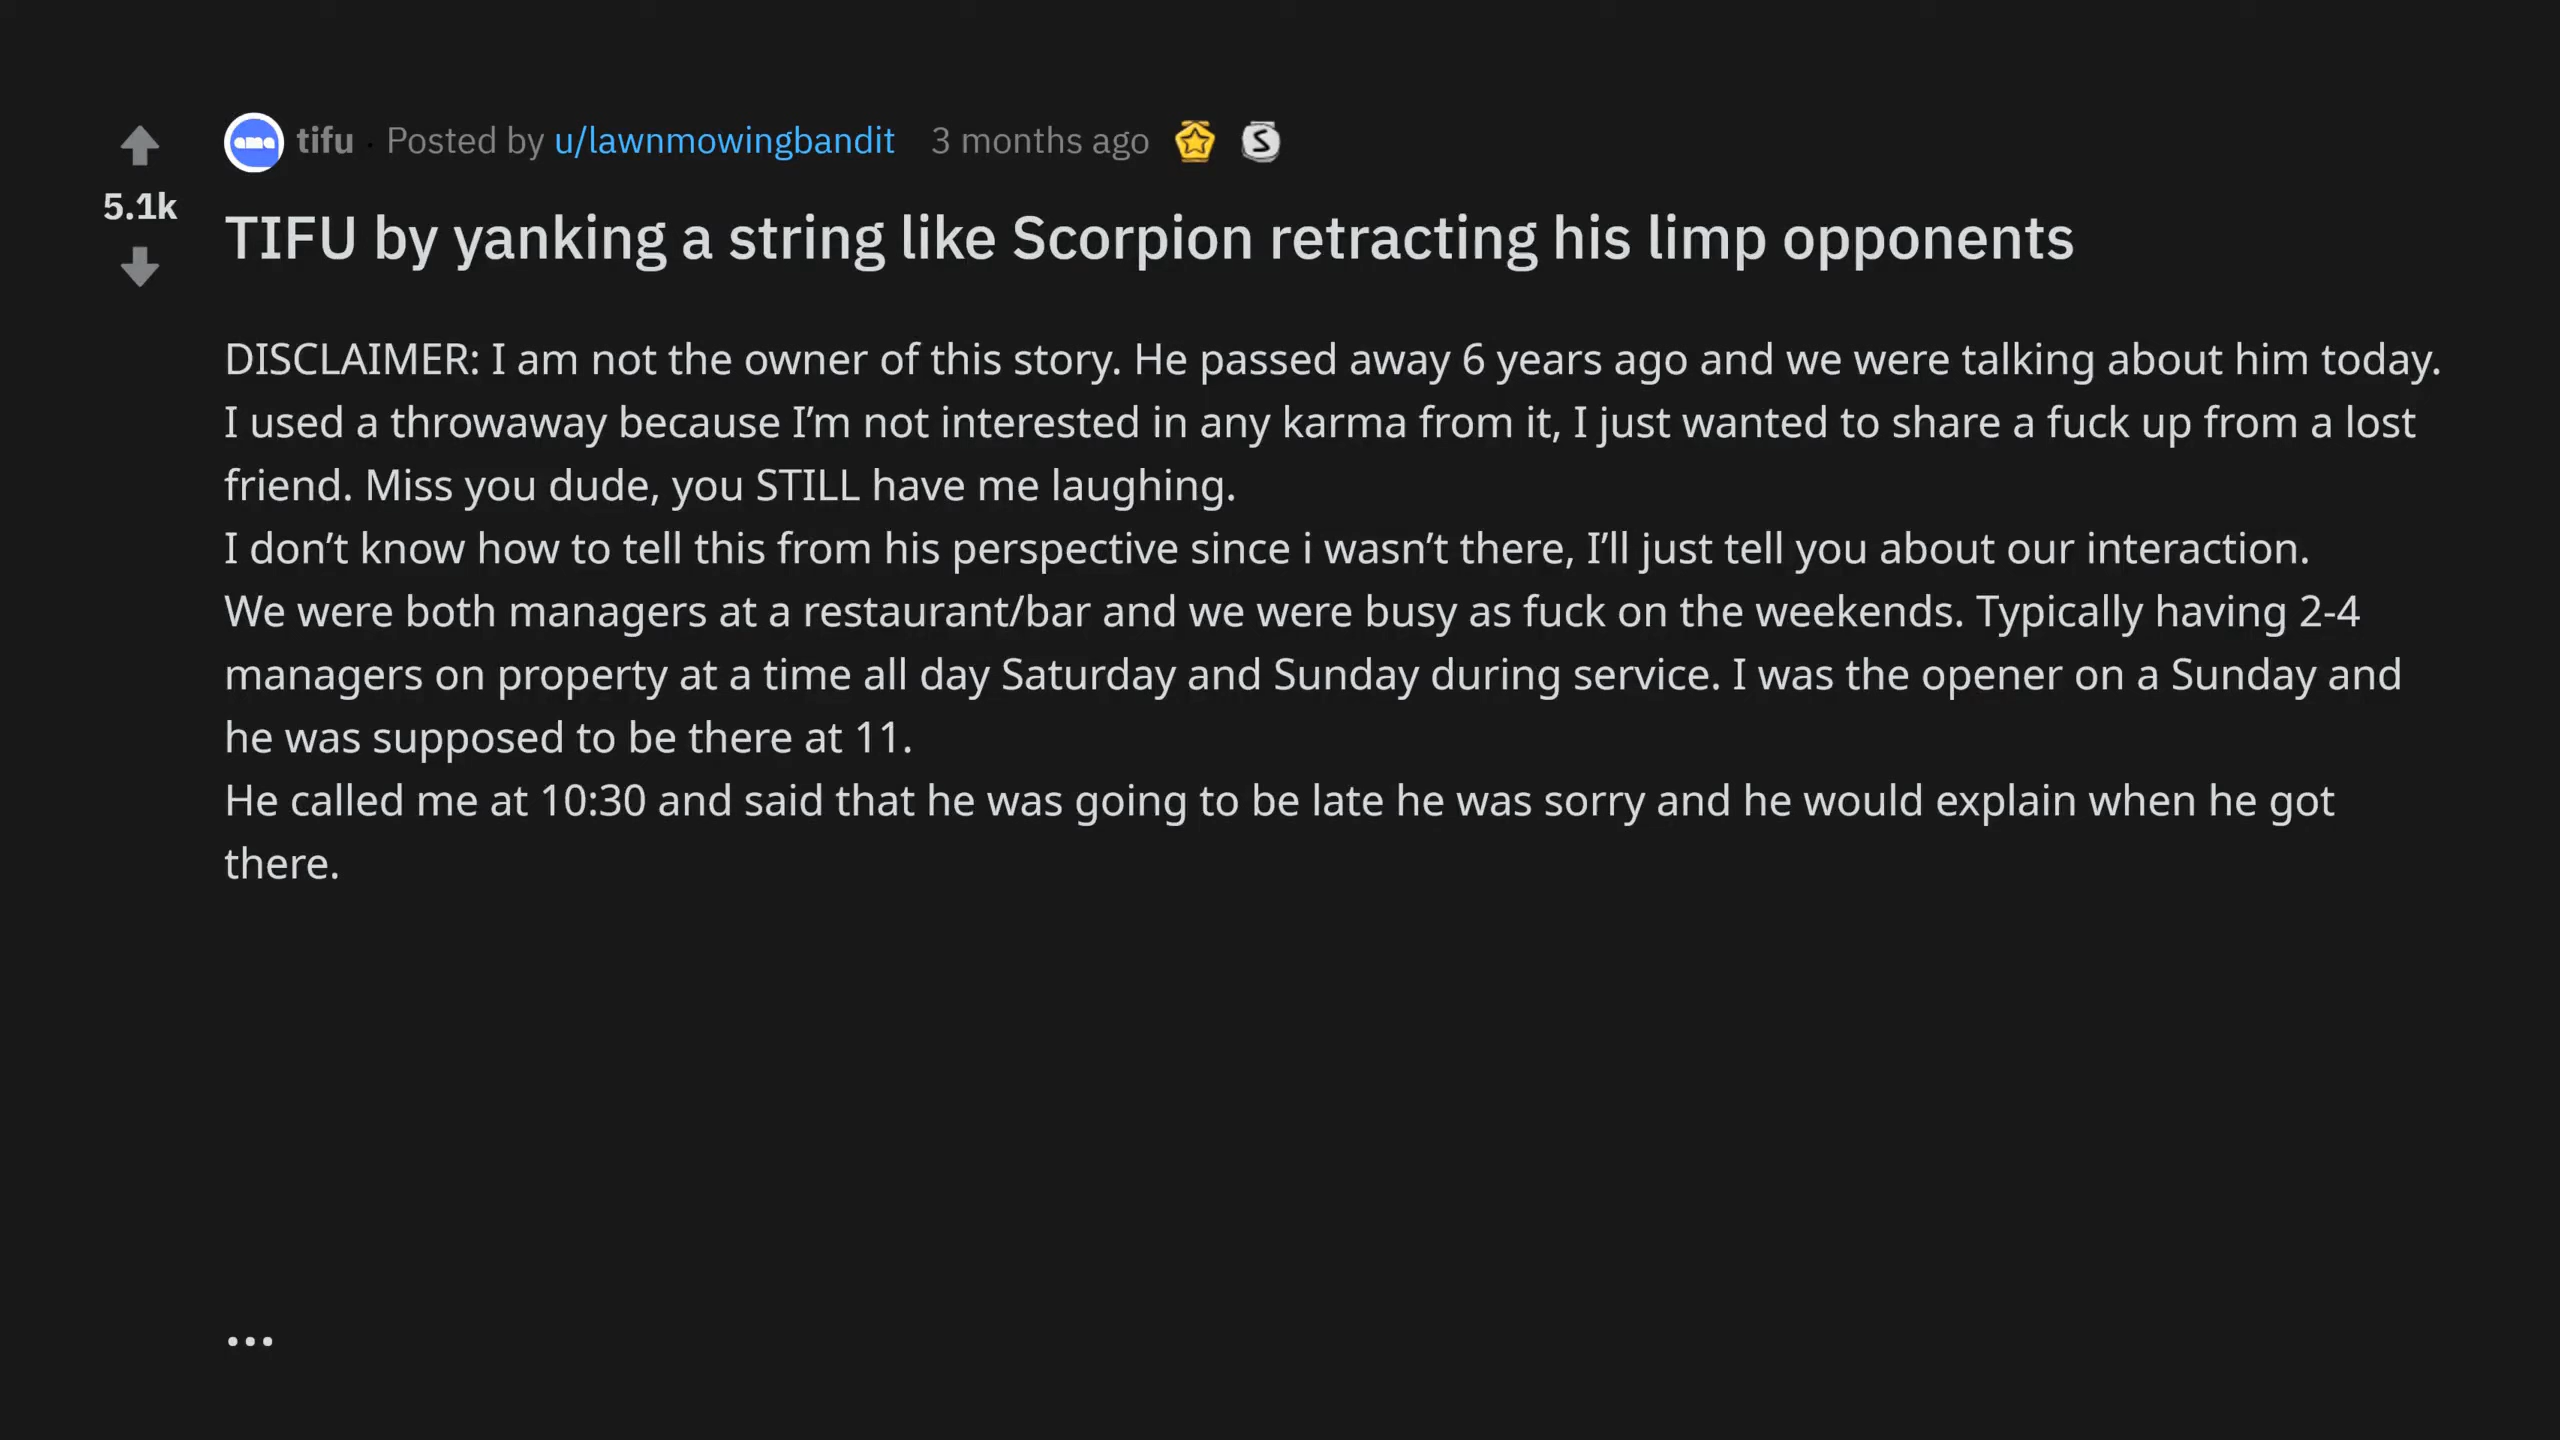 ama tifu · Posted by u/lawnmowingbandit 3 months ago S
5.1k
TIFU by yanking a string like Scorpion retracting his limp opponents
DISCLAIMER: I am not the owner of this story. He passed away 6 years ago and we were talking about him today.
I used a throwaway because I’m not interested in any karma from it, I just wanted to share a fuck up from a lost
friend. Miss you dude, you STILL have me laughing.
I don’t know how to tell this from his perspective since i wasn’t there, I’ll just tell you about our interaction.
We were both managers at a restaurant/bar and we were busy as fuck on the weekends. Typically having 2-4
managers on property at a time all day Saturday and Sunday during service. I was the opener on a Sunday and
he was supposed to be there at 11.
He called me at 10:30 and said that he was going to be late he was sorry and he would explain when he got
there.
...